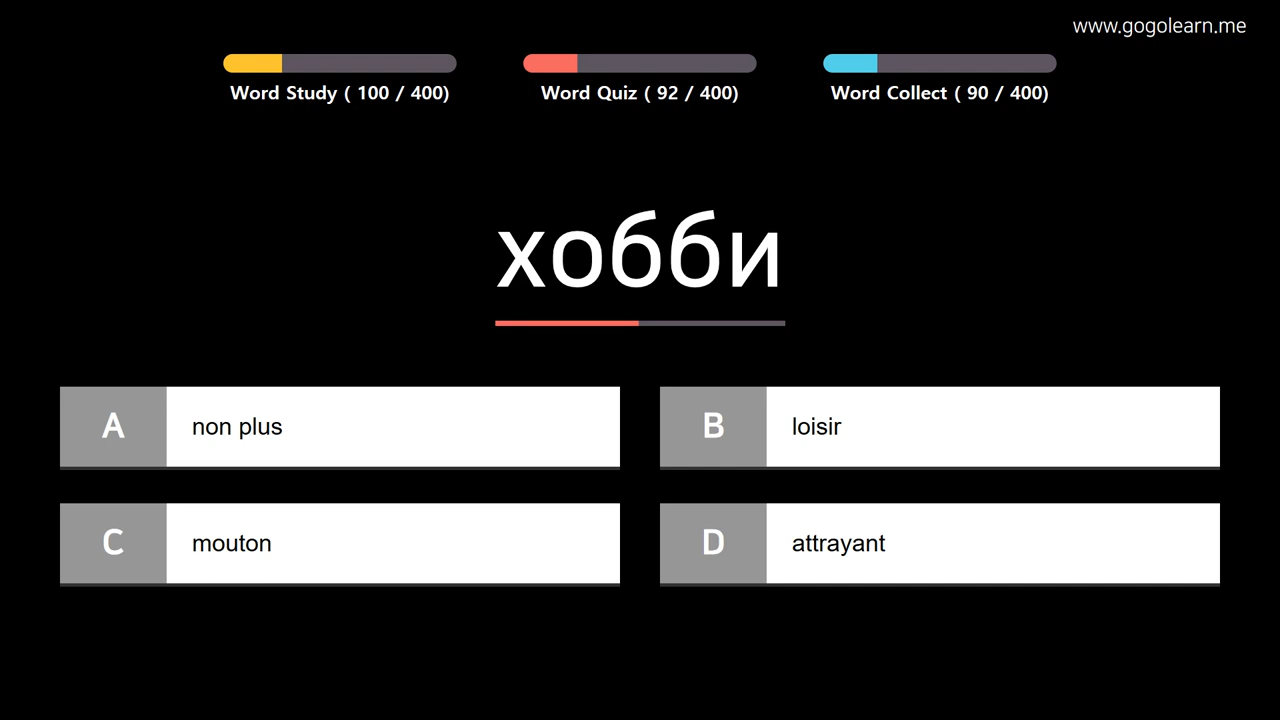 www.gogolearn.me
Word Study ( 100 / 400)
Word Quiz ( 92 / 400)
Word Collect ( 90 / 400)
хобби
A non plus
B loisir
C mouton
D attrayant